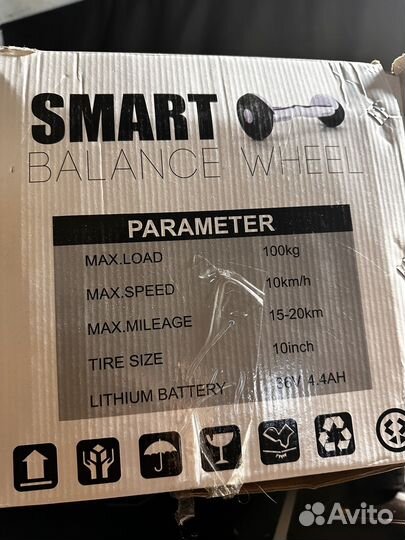 SMART
BALANCE WHEEL
PARAMETER
MAX.LOAD 100kg
MAX.SPEED 10km/h
MAX.MILEAGE 15-20km
TIRE SIZE 10inch
LITHIUM BATTERY 36V 4.4AH
Avito